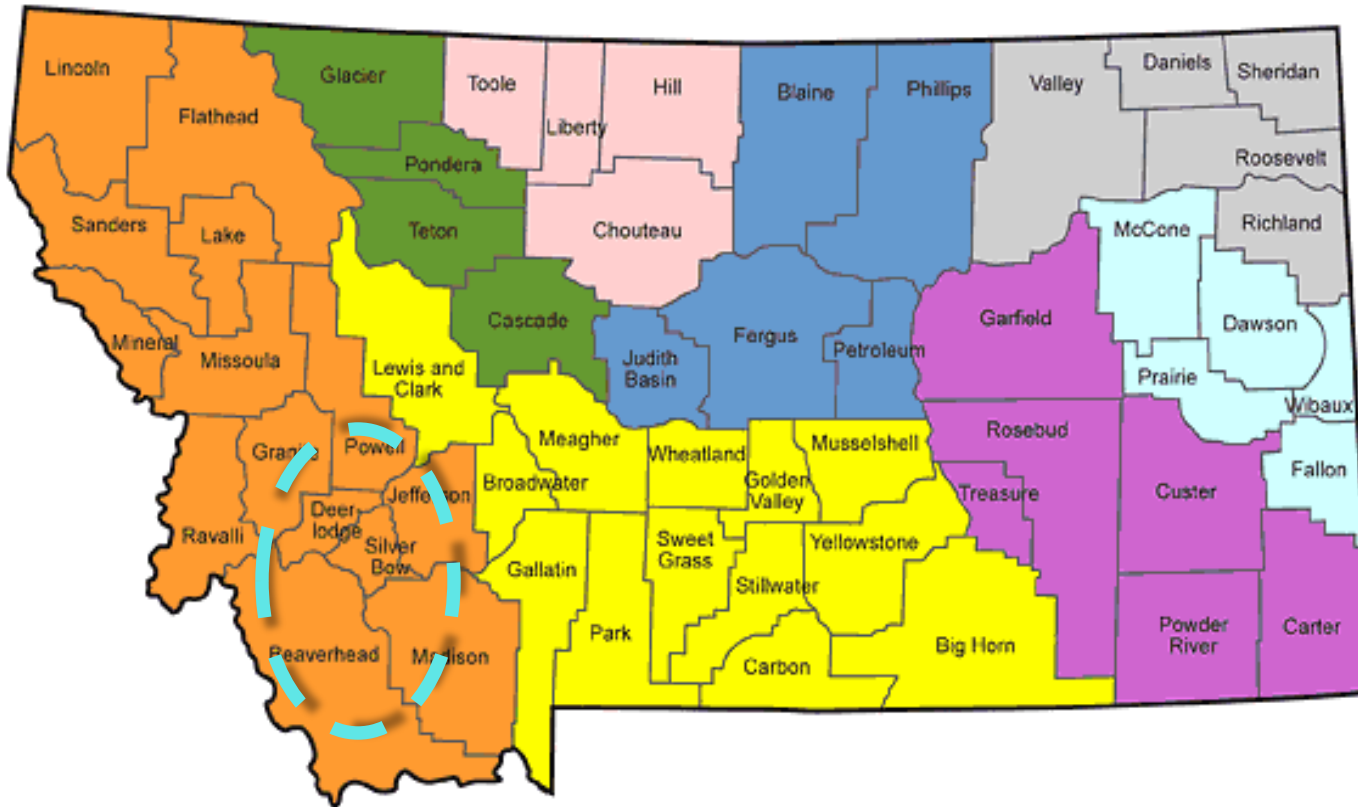 Lincoln
Flathead
Glacier
Toole
Liberty
Hill
Blaine
Phillips
Valley
Daniels
Sheridan
Roosevelt
Pondera
Sanders
Lake
Teton
Chouteau
McCone
Richland
Mineral
Missoula
Lewis and
Clark
Cascade
Judith
Basin
Fergus
Petroleum
Garfield
Dawson
Prairie
Wibaux
Granite
Powell
Meagher
Wheatland
Musselshell
Golden
Valley
Rosebud
Fallon
Ravalli
Deer
lodge
Jefferson
Broadwater
Treasure
Custer
Silver
Bow
Gallatin
Sweet
Grass
Yellowstone
Stillwater
Beaverhead
Madison
Park
Carbon
Big Horn
Powder
River
Carter